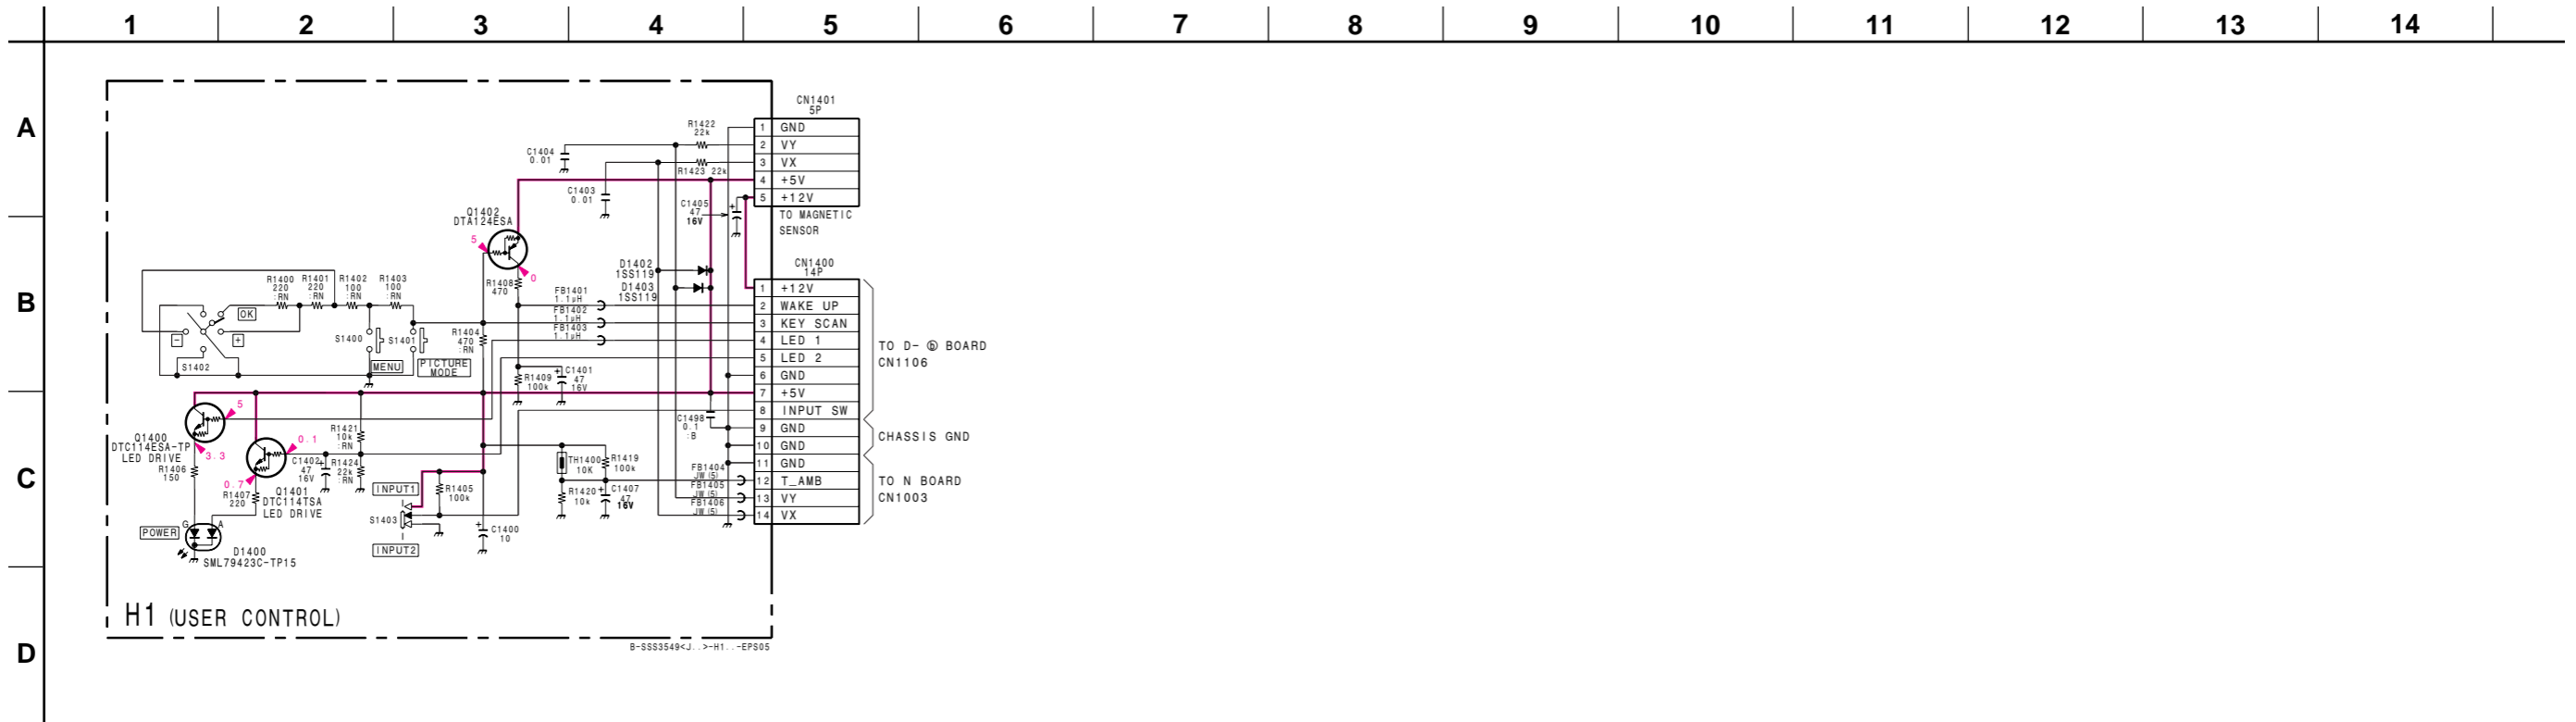 1 2 3 4 5 6 7 8 9 10 11 12 13 14
A
B
C
D
CN1401
5P
1 GND
2 VY
3 VX
4 +5V
5 +12V
TO MAGNETIC
SENSOR
R1422
22k
R1423 22k
C1404
0.01
C1403
0.01
C1405
47
16V
Q1402
DTA124ESA
5
0
R1408
470
D1402
1SS119
D1403
1SS119
FB1401
1.1µH
FB1402
1.1µH
FB1403
1.1µH
CN1400
14P
1 +12V
2 WAKE UP
3 KEY SCAN
4 LED 1
5 LED 2
6 GND
7 +5V
8 INPUT SW
9 GND
10 GND
11 GND
12 T_AMB
13 VY
14 VX
TO D- ⓑ BOARD
CN1106
CHASSIS GND
TO N BOARD
CN1003
R1400
220
:RN
R1401
220
:RN
R1402
100
:RN
R1403
100
:RN
OK
−
+
S1402
S1400
S1401
MENU
PICTURE
MODE
R1404
470
:RN
R1409
100k
C1401
47
16V
Q1400
DTC114ESA-TP
LED DRIVE
5
3.3
R1406
150
0.1
0.7
R1407
220
Q1401
DTC114TSA
LED DRIVE
C1402
47
16V
R1421
10k
:RN
R1424
22k
:RN
POWER
G
A
D1400
SML79423C-TP15
INPUT1
S1403
INPUT2
R1405
100k
C1400
10
TH1400
10K
R1419
100k
R1420
10k
C1407
47
16V
C1498
0.1
:B
FB1404
JW(5)
FB1405
JW(5)
FB1406
JW(5)
H1 (USER CONTROL)
B-SSS3549<J..>-H1..-EPS05